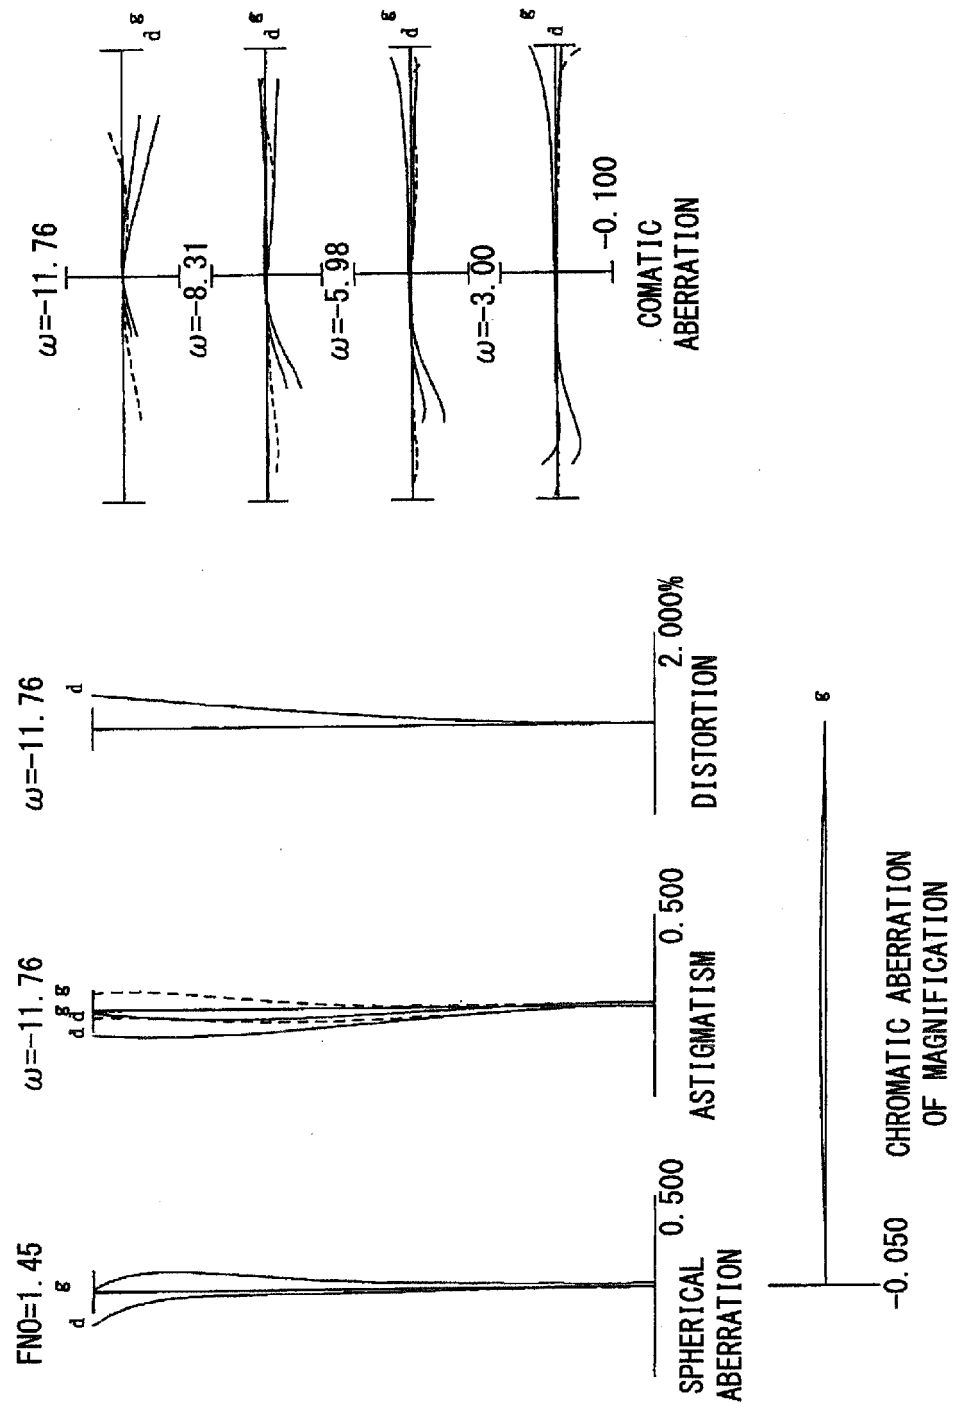 FNO=1.45
d
g
0.500
SPHERICAL
ABERRATION
ω=-11.76
d
g
d
g
0.500
ASTIGMATISM
ω=-11.76
d
2.000%
DISTORTION
ω=-11.76
g
d
ω=-8.31
g
d
ω=-5.98
g
d
ω=-3.00
g
d
-0.100
COMATIC
ABERRATION
g
-0.050
CHROMATIC ABERRATION
OF MAGNIFICATION